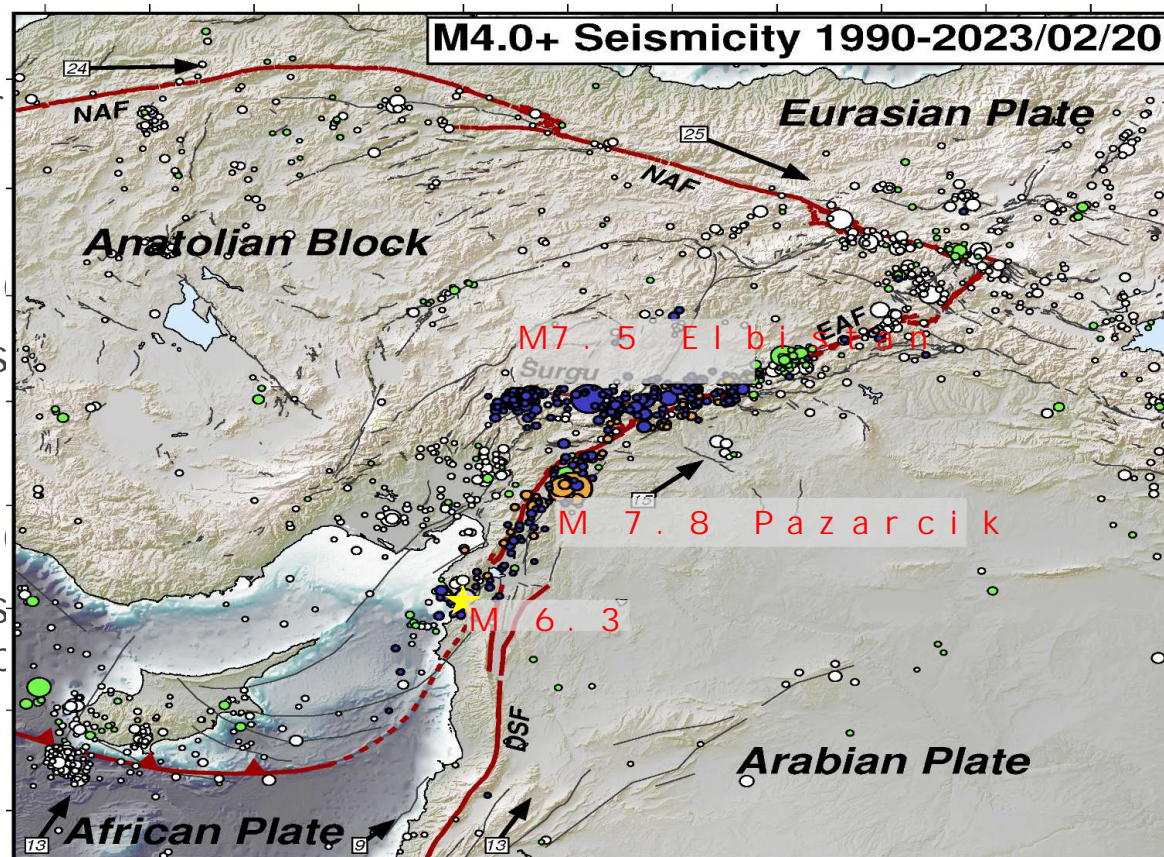 M4.0+ Seismicity 1990-2023/02/20
24
NAF
Eurasian Plate
25
NAF
Anatolian Block
EAF
M7.5 Elbistan
Surgu
15
M 7.8 Pazarcik
M 6.3
DSF
Arabian Plate
African Plate
13
9
13